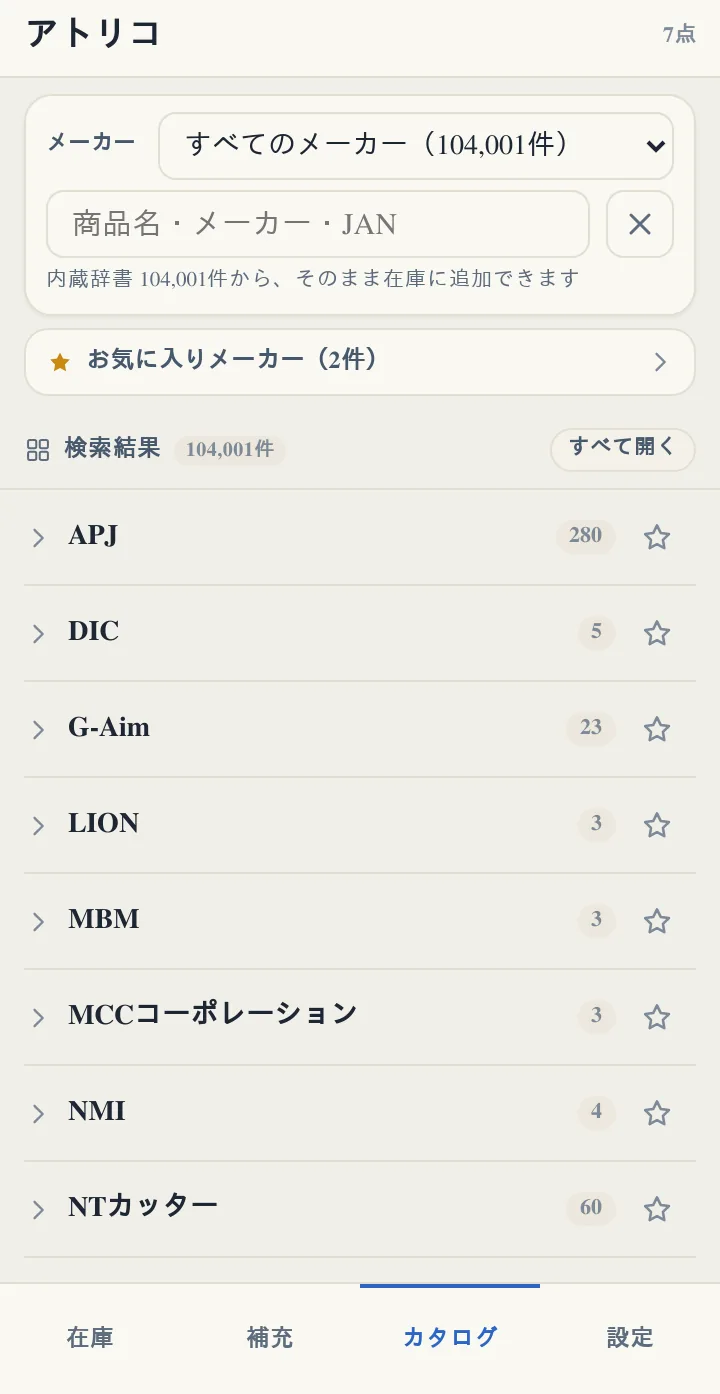 アトリコ
7点
メーカー
すべてのメーカー（104,001件）
商品名・メーカー・JAN
内蔵辞書 104,001件から、そのまま在庫に追加できます
お気に入りメーカー（2件）
検索結果
104,001件
すべて開く
APJ
280
DIC
5
G-Aim
23
LION
3
MBM
3
MCCコーポレーション
3
NMI
4
NTカッター
60
在庫
補充
カタログ
設定